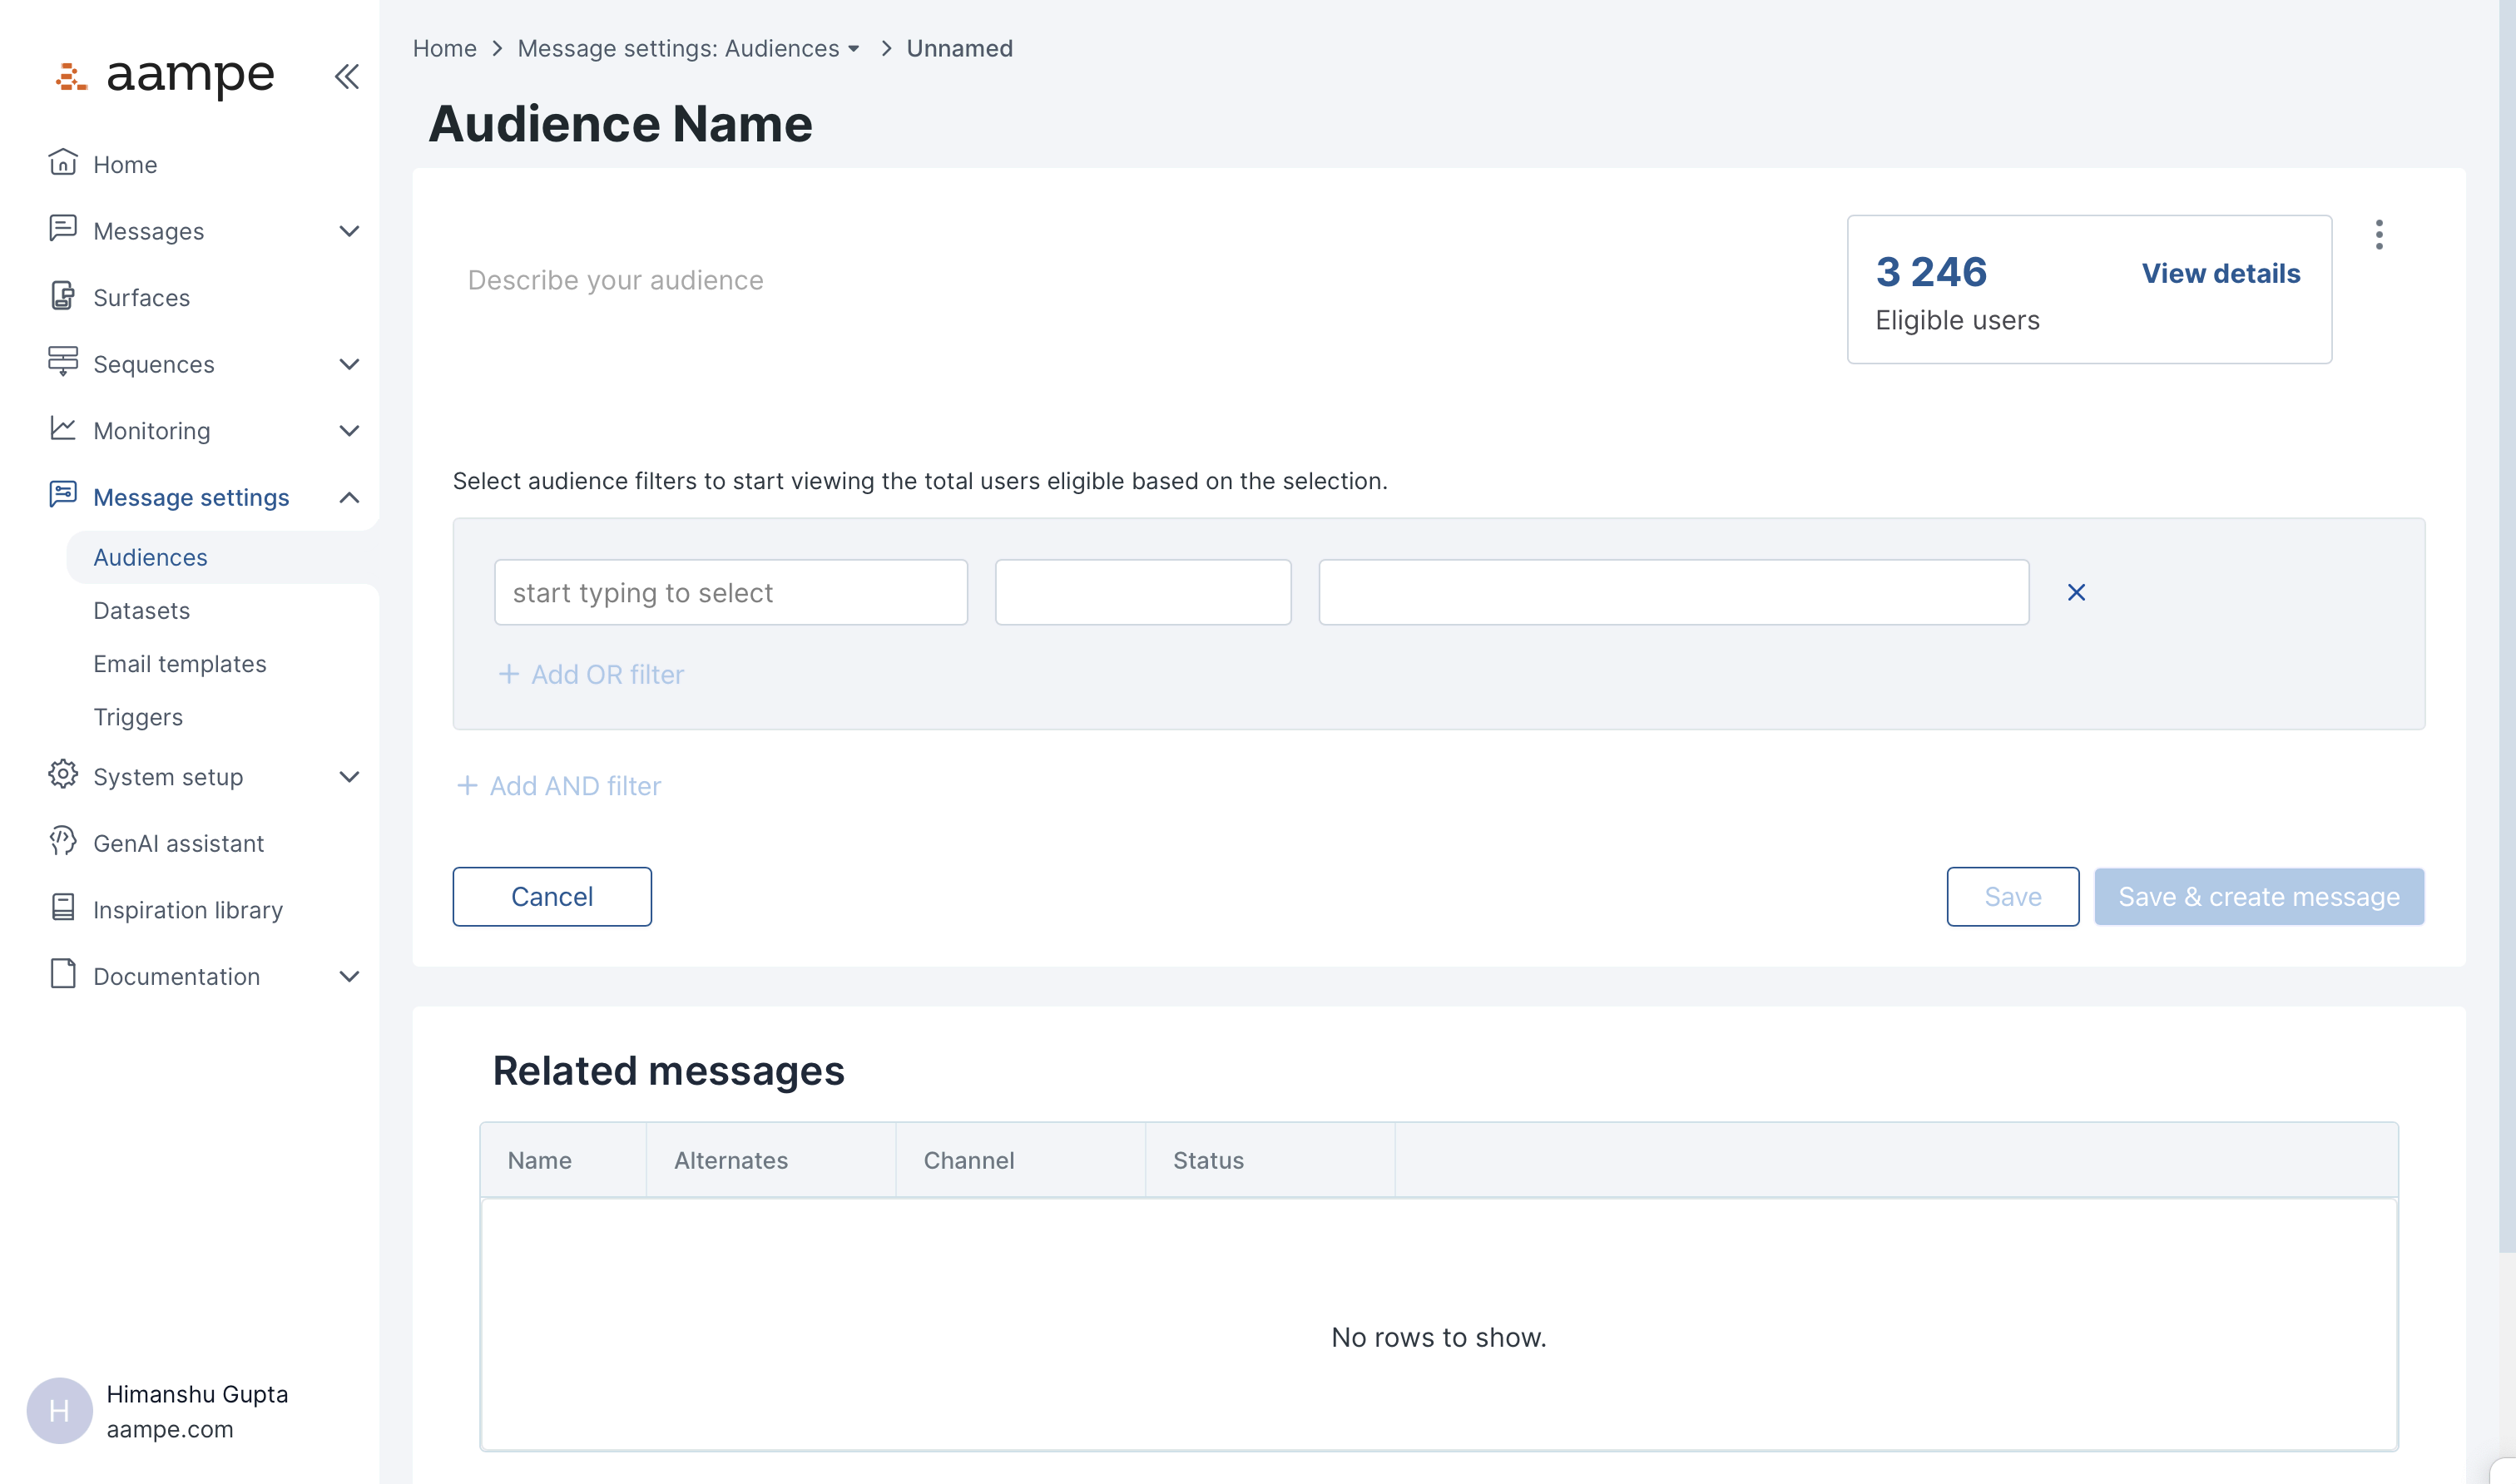 aampe
Home
Messages
Surfaces
Sequences
Monitoring
Message settings
Audiences
Datasets
Email templates
Triggers
System setup
GenAI assistant
Inspiration library
Documentation
H
Himanshu Gupta
aampe.com
Home > Message settings: Audiences > Unnamed
Audience Name
Describe your audience
3 246
View details
Eligible users
Select audience filters to start viewing the total users eligible based on the selection.
start typing to select
+ Add OR filter
+ Add AND filter
Cancel
Save
Save & create message
Related messages
Name Alternates Channel Status
No rows to show.